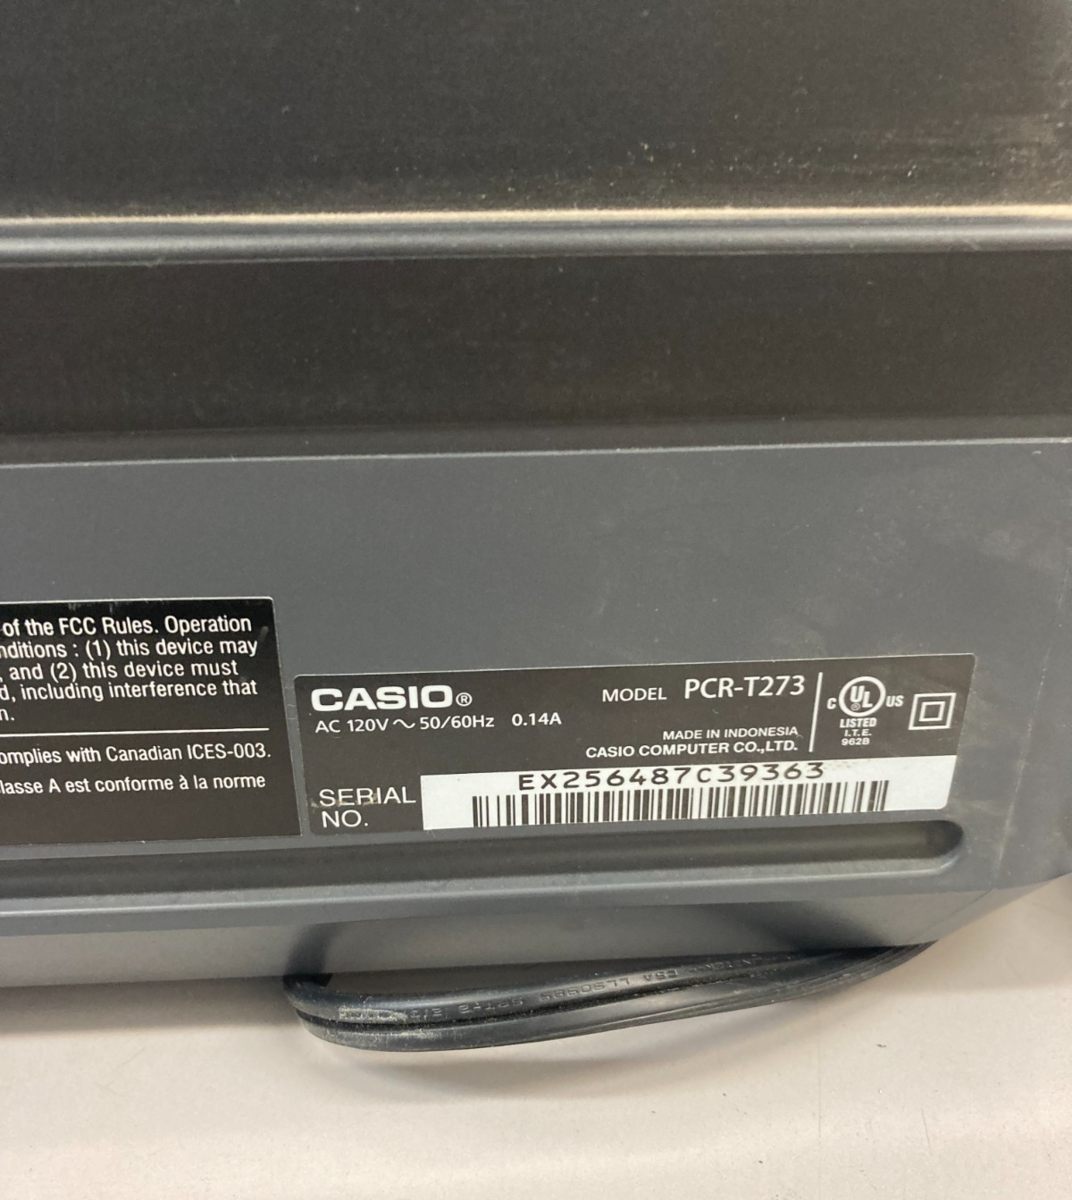 of the FCC Rules. Operation
nditions : (1) this device may
, and (2) this device must
d, including interference that
n.
omplies with Canadian ICES-003.
lasse A est conforme à la norme
CASIO®
MODEL PCR-T273
AC 120V ~ 50/60Hz 0.14A
MADE IN INDONESIA
CASIO COMPUTER CO.,LTD.
C UL® US
LISTED
I.T.E.
962B
SERIAL
NO.
EX256487C39363